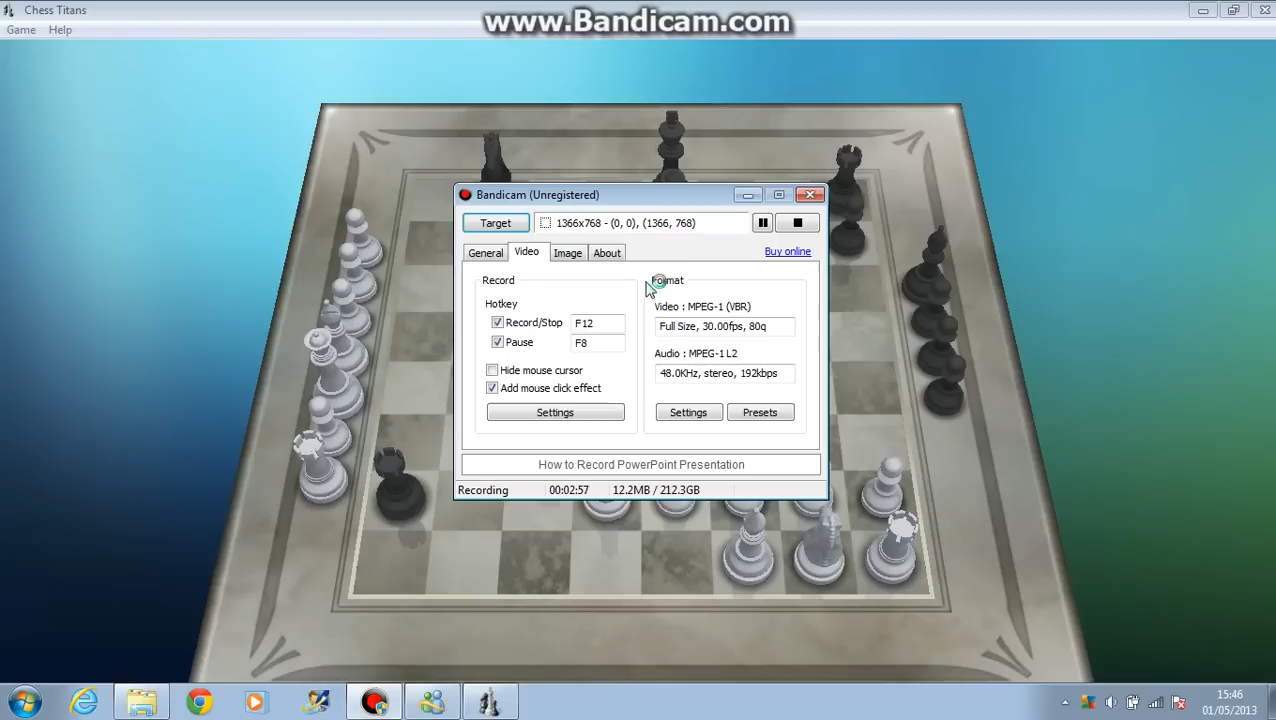 Chess Titans
www.Bandicam.com
Game Help
Bandicam (Unregistered)
Target 1366x768 - (0, 0), (1366, 768)
General Video Image About Buy online
Record
Hotkey
Record/Stop F12
Pause F8
Hide mouse cursor
Add mouse click effect
Settings
Format
Video : MPEG-1 (VBR)
Full Size, 30.00fps, 80q
Audio : MPEG-1 L2
48.0KHz, stereo, 192kbps
Settings Presets
How to Record PowerPoint Presentation
Recording 00:02:57 12.2MB / 212.3GB
15:46
01/05/2013